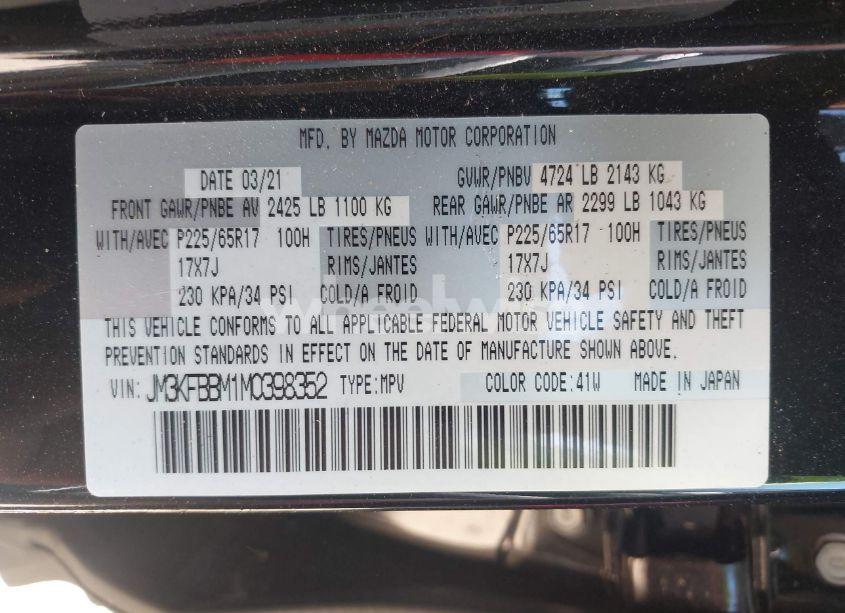 MFD. BY MAZDA MOTOR CORPORATION
DATE 03/21 GVWR/PNBV 4724 LB 2143 KG
FRONT GAWR/PNBE AV 2425 LB 1100 KG REAR GAWR/PNBE AR 2299 LB 1043 KG
WITH/AVEC P225/65R17 100H TIRES/PNEUS WITH/AVEC P225/65R17 100H TIRES/PNEUS
17X7J RIMS/JANTES 17X7J RIMS/JANTES
230 KPA/34 PSI COLD/A FROID 230 KPA/34 PSI COLD/A FROID
THIS VEHICLE CONFORMS TO ALL APPLICABLE FEDERAL MOTOR VEHICLE SAFETY AND THEFT
PREVENTION STANDARDS IN EFFECT ON THE DATE OF MANUFACTURE SHOWN ABOVE.
VIN: JM3KFBBM1M0398352 TYPE:MPV COLOR CODE:41W MADE IN JAPAN